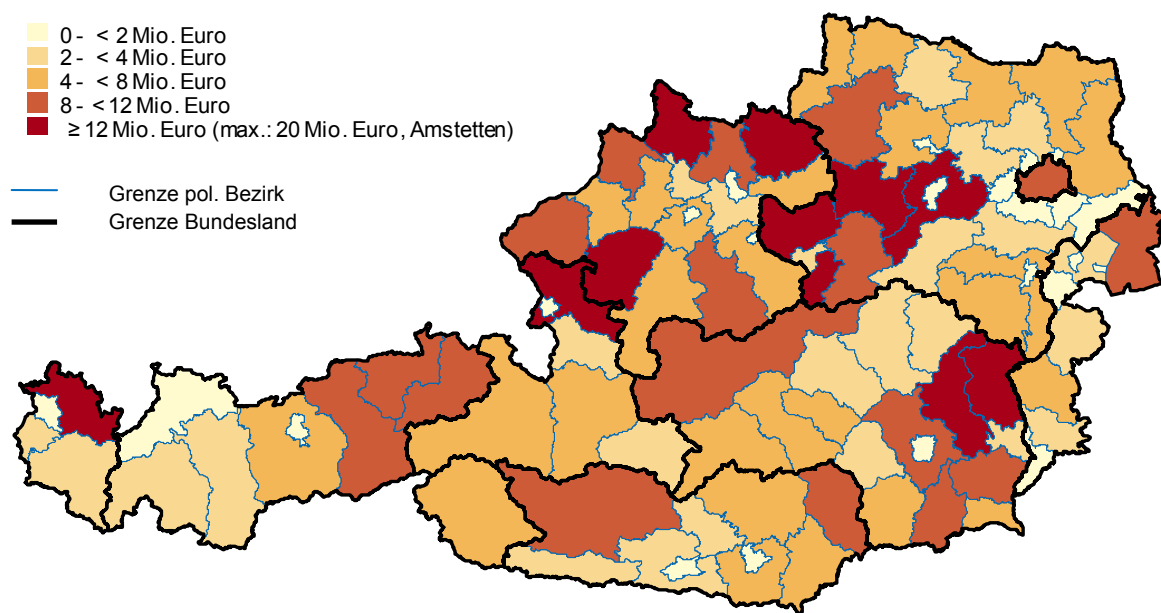 0 - < 2 Mio. Euro
2 - < 4 Mio. Euro
4 - < 8 Mio. Euro
8 - < 12 Mio. Euro
≥ 12 Mio. Euro (max.: 20 Mio. Euro, Amstetten)
Grenze pol. Bezirk
Grenze Bundesland